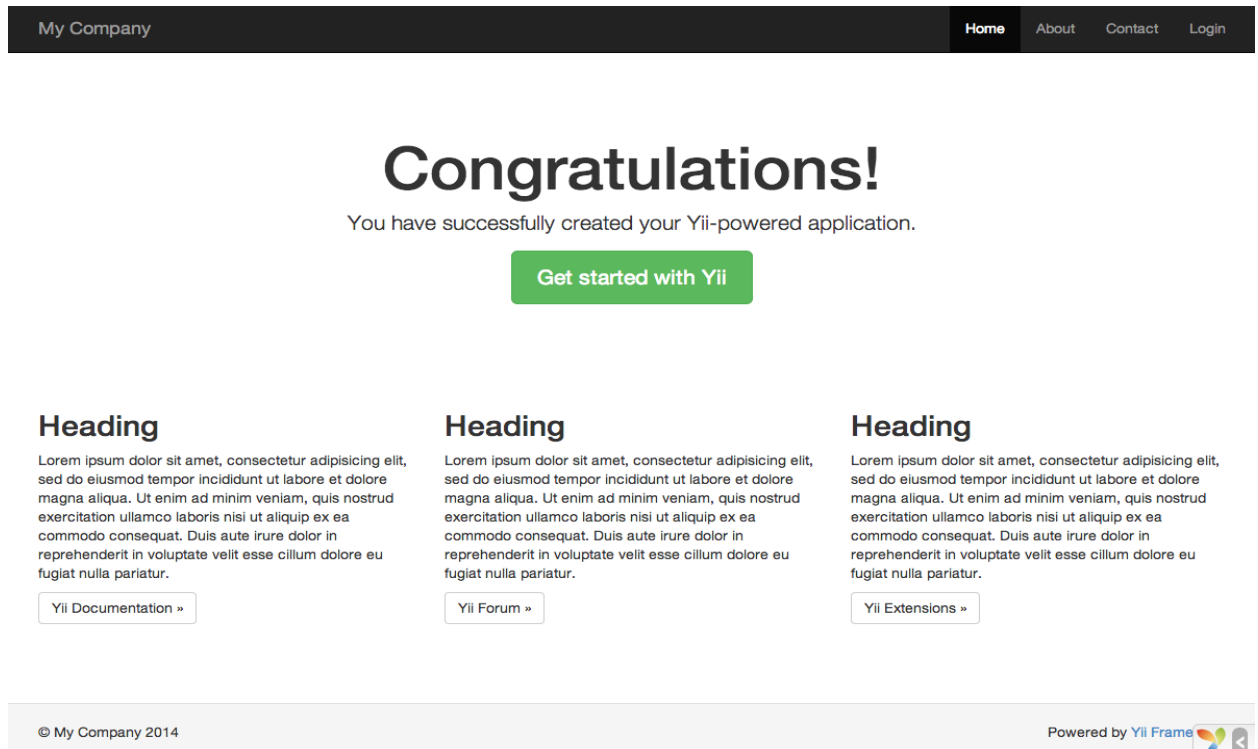 My Company Home About Contact Login
Congratulations!
You have successfully created your Yii-powered application.
Get started with Yii
Heading
Lorem ipsum dolor sit amet, consectetur adipisicing elit,
sed do eiusmod tempor incididunt ut labore et dolore
magna aliqua. Ut enim ad minim veniam, quis nostrud
exercitation ullamco laboris nisi ut aliquip ex ea
commodo consequat. Duis aute irure dolor in
reprehenderit in voluptate velit esse cillum dolore eu
fugiat nulla pariatur.
Yii Documentation »
Heading
Lorem ipsum dolor sit amet, consectetur adipisicing elit,
sed do eiusmod tempor incididunt ut labore et dolore
magna aliqua. Ut enim ad minim veniam, quis nostrud
exercitation ullamco laboris nisi ut aliquip ex ea
commodo consequat. Duis aute irure dolor in
reprehenderit in voluptate velit esse cillum dolore eu
fugiat nulla pariatur.
Yii Forum »
Heading
Lorem ipsum dolor sit amet, consectetur adipisicing elit,
sed do eiusmod tempor incididunt ut labore et dolore
magna aliqua. Ut enim ad minim veniam, quis nostrud
exercitation ullamco laboris nisi ut aliquip ex ea
commodo consequat. Duis aute irure dolor in
reprehenderit in voluptate velit esse cillum dolore eu
fugiat nulla pariatur.
Yii Extensions »
© My Company 2014 Powered by Yii Frame